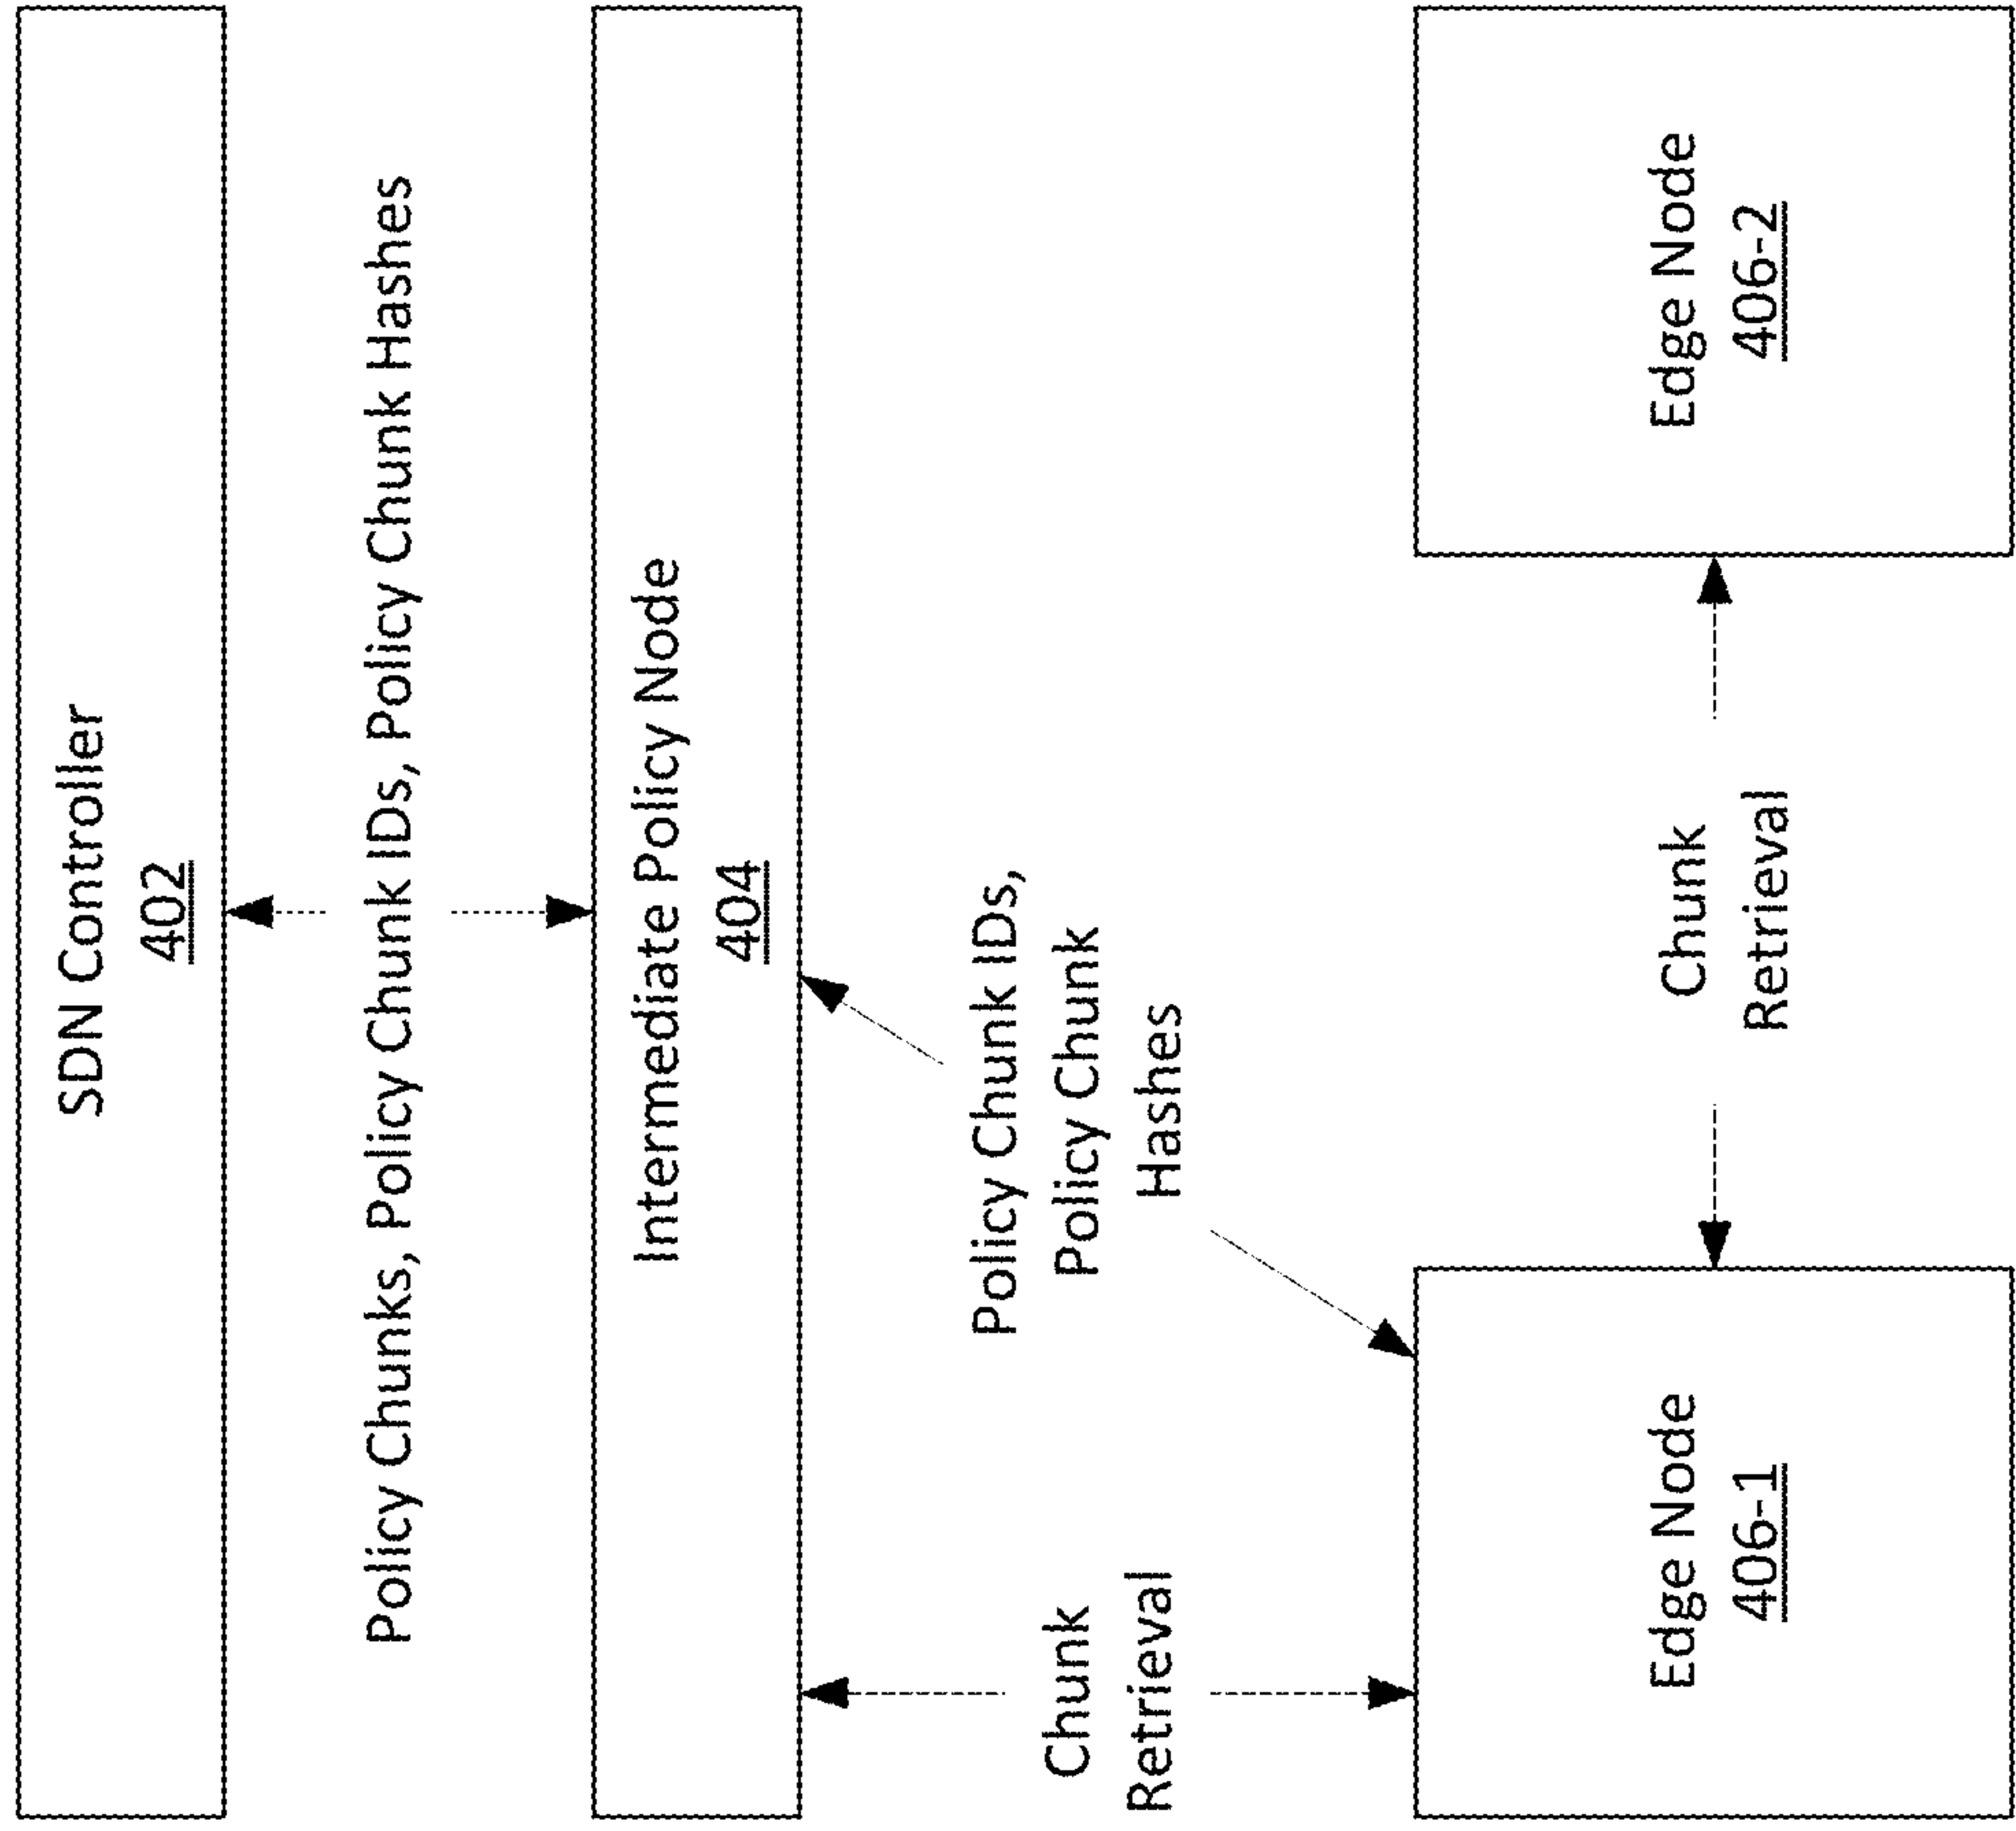 SDN Controller
402
Policy Chunks, Policy Chunk IDs, Policy Chunk Hashes
Intermediate Policy Node
404
Chunk
Retrieval
Policy Chunk IDs,
Policy Chunk
Hashes
Edge Node
406-1
Chunk
Retrieval
Edge Node
406-2